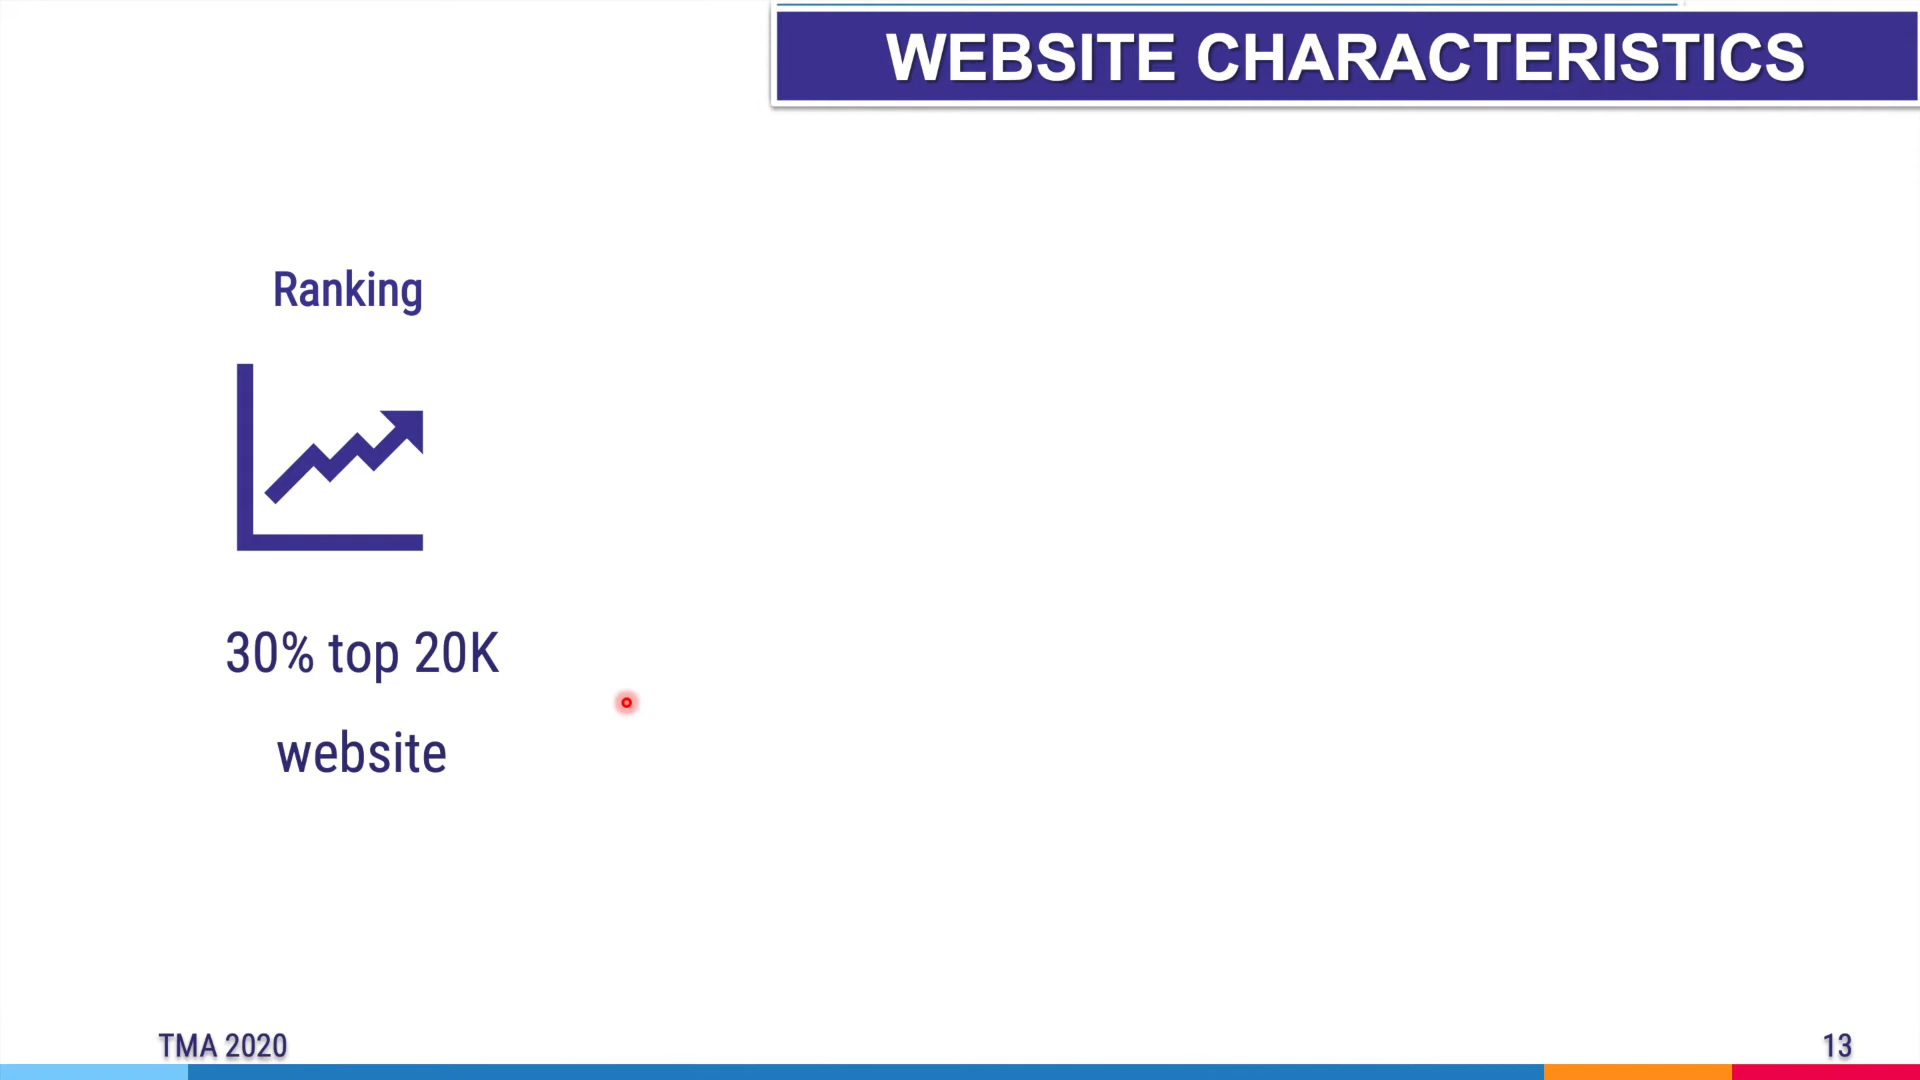 WEBSITE CHARACTERISTICS
Ranking
30% top 20K
website
TMA 2020
13